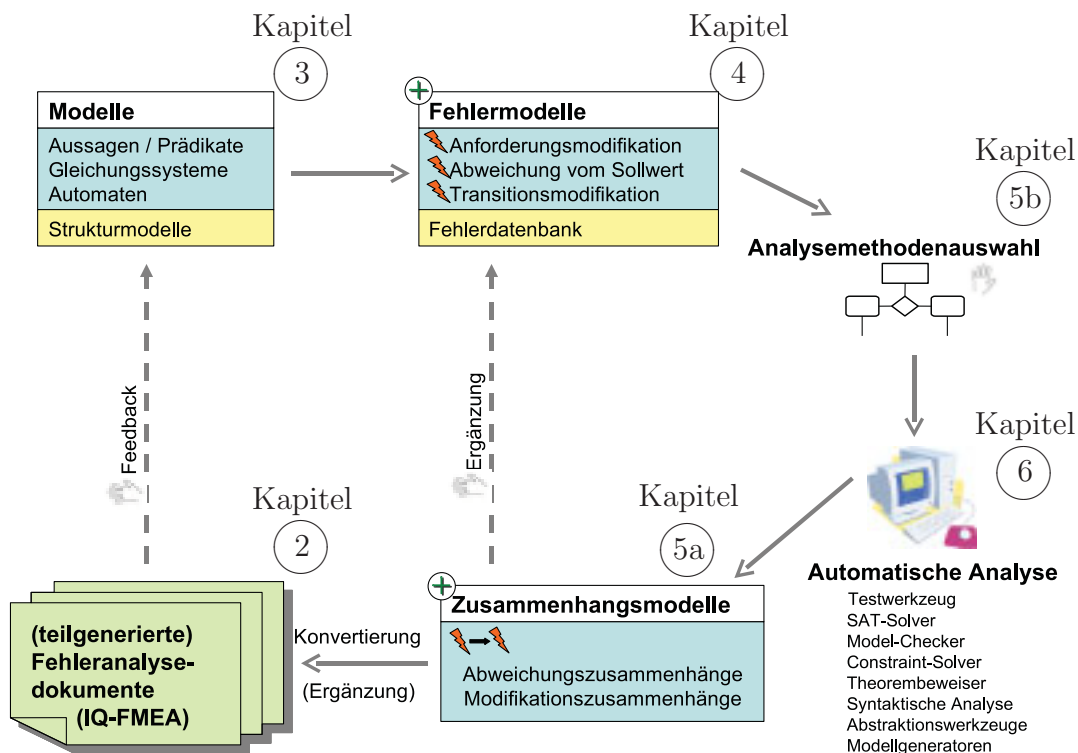 Kapitel
3
Modelle
Aussagen / Prädikate
Gleichungssysteme
Automaten
Strukturmodelle
Kapitel
4
Fehlermodelle
Anforderungsmodifikation
Abweichung vom Sollwert
Transitionsmodifikation
Fehlerdatenbank
Kapitel
5b
Analysemethodenauswahl
Kapitel
6
Automatische Analyse
Testwerkzeug
SAT-Solver
Model-Checker
Constraint-Solver
Theorembeweiser
Syntaktische Analyse
Abstraktionswerkzeuge
Modellgeneratoren
Kapitel
5a
Zusammenhangsmodelle
Abweichungszusammenhänge
Modifikationszusammenhänge
Ergänzung
Konvertierung
(Ergänzung)
Kapitel
2
(teilgenerierte)
Fehleranalyse-
dokumente
(IQ-FMEA)
Feedback